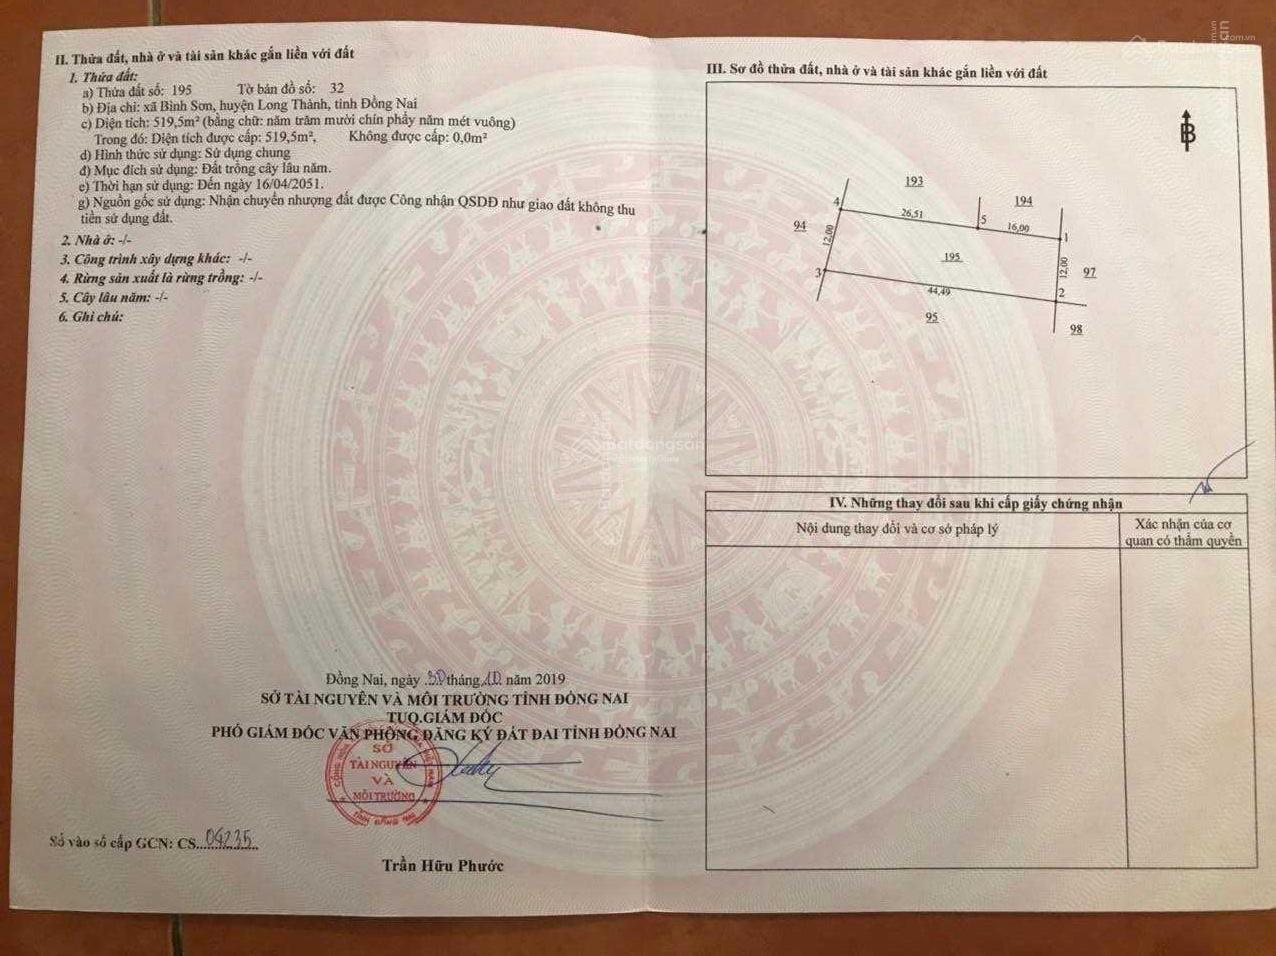 II. Thửa đất, nhà ở và tài sản khác gắn liền với đất
1. Thửa đất:
a) Thửa đất số: 195 Tờ bản đồ số: 32
b) Địa chỉ: xã Bình Sơn, huyện Long Thành, tỉnh Đồng Nai
c) Diện tích: 519,5m² (bằng chữ: năm trăm mười chín phẩy năm mét vuông)
Trong đó: Diện tích được cấp: 519,5m², Không được cấp: 0,0m²
d) Hình thức sử dụng: Sử dụng chung
đ) Mục đích sử dụng: Đất trồng cây lâu năm.
e) Thời hạn sử dụng: Đến ngày 16/04/2051.
g) Nguồn gốc sử dụng: Nhận chuyển nhượng đất được Công nhận QSDĐ như giao đất không thu
tiền sử dụng đất.
2. Nhà ở: -/-
3. Công trình xây dựng khác: -/-
4. Rừng sản xuất là rừng trồng: -/-
5. Cây lâu năm: -/-
6. Ghi chú:
Đồng Nai, ngày 30 tháng 10 năm 2019
SỞ TÀI NGUYÊN VÀ MÔI TRƯỜNG TỈNH ĐỒNG NAI
TUQ.GIÁM ĐỐC
PHÓ GIÁM ĐỐC VĂN PHÒNG ĐĂNG KÝ ĐẤT ĐAI TỈNH ĐỒNG NAI
SỞ
TÀI NGUYÊN
VÀ
MÔI TRƯỜNG
TỈNH ĐỒNG NAI
Số vào sổ cấp GCN: CS 04235
Trần Hữu Phước
III. Sơ đồ thửa đất, nhà ở và tài sản khác gắn liền với đất
B
193
194
4
26,51
5
16,00
1
94
12,00
195
12,00
97
3
44,49
2
95
98
IV. Những thay đổi sau khi cấp giấy chứng nhận
Nội dung thay đổi và cơ sở pháp lý
Xác nhận của cơ
quan có thẩm quyền
batdongsan